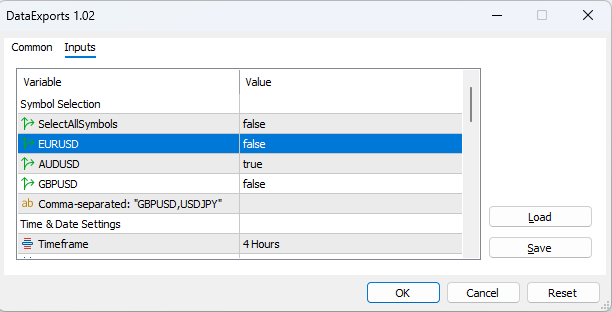 DataExports 1.02
Common Inputs
Variable Value
Symbol Selection
SelectAllSymbols false
EURUSD false
AUDUSD true
GBPUSD false
ab Comma-separated: "GBPUSD,USDJPY"
Time & Date Settings
Timeframe 4 Hours
Load
Save
OK Cancel Reset